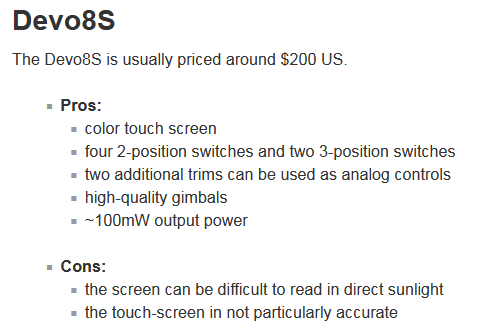 Devo8S
The Devo8S is usually priced around $200 US.
Pros:
color touch screen
four 2-position switches and two 3-position switches
two additional trims can be used as analog controls
high-quality gimbals
~100mW output power
Cons:
the screen can be difficult to read in direct sunlight
the touch-screen in not particularly accurate